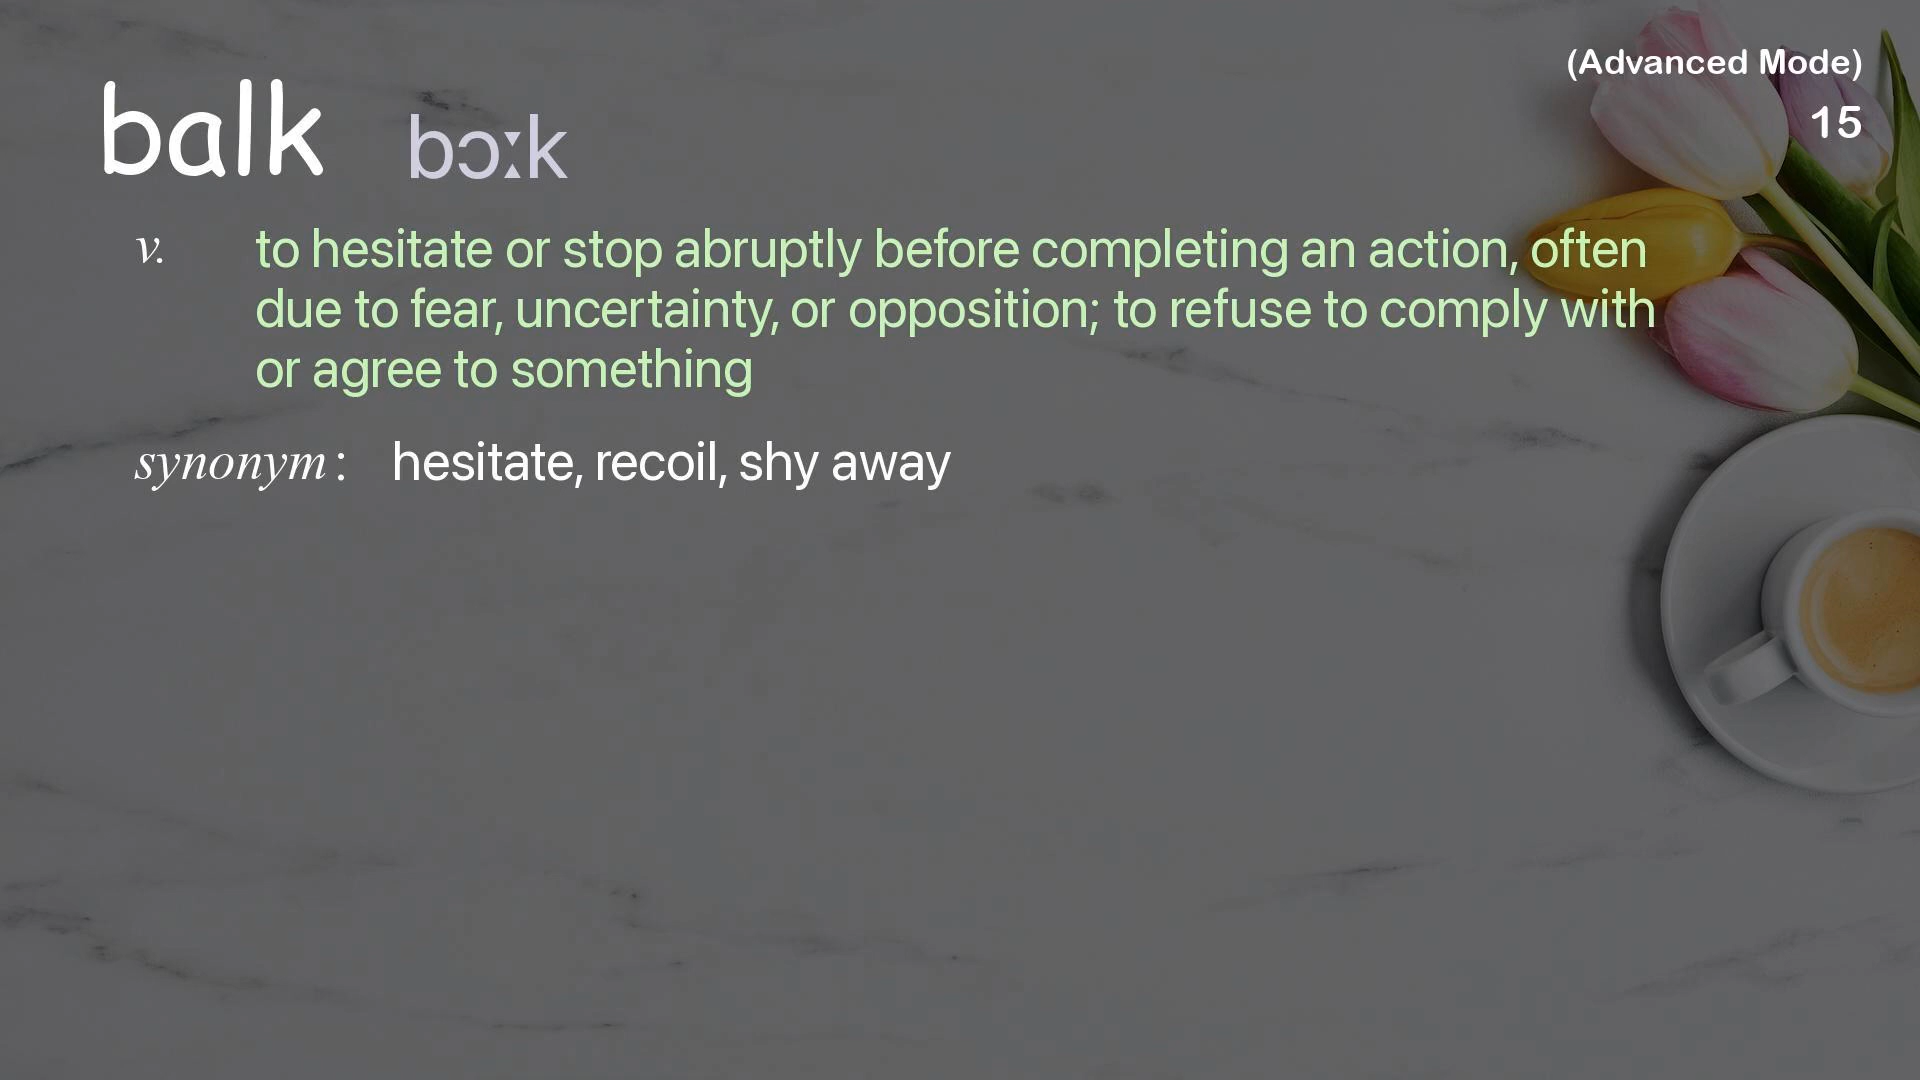 (Advanced Mode)
15
balk bɔːk
v. to hesitate or stop abruptly before completing an action, often
due to fear, uncertainty, or opposition; to refuse to comply with
or agree to something
synonym: hesitate, recoil, shy away